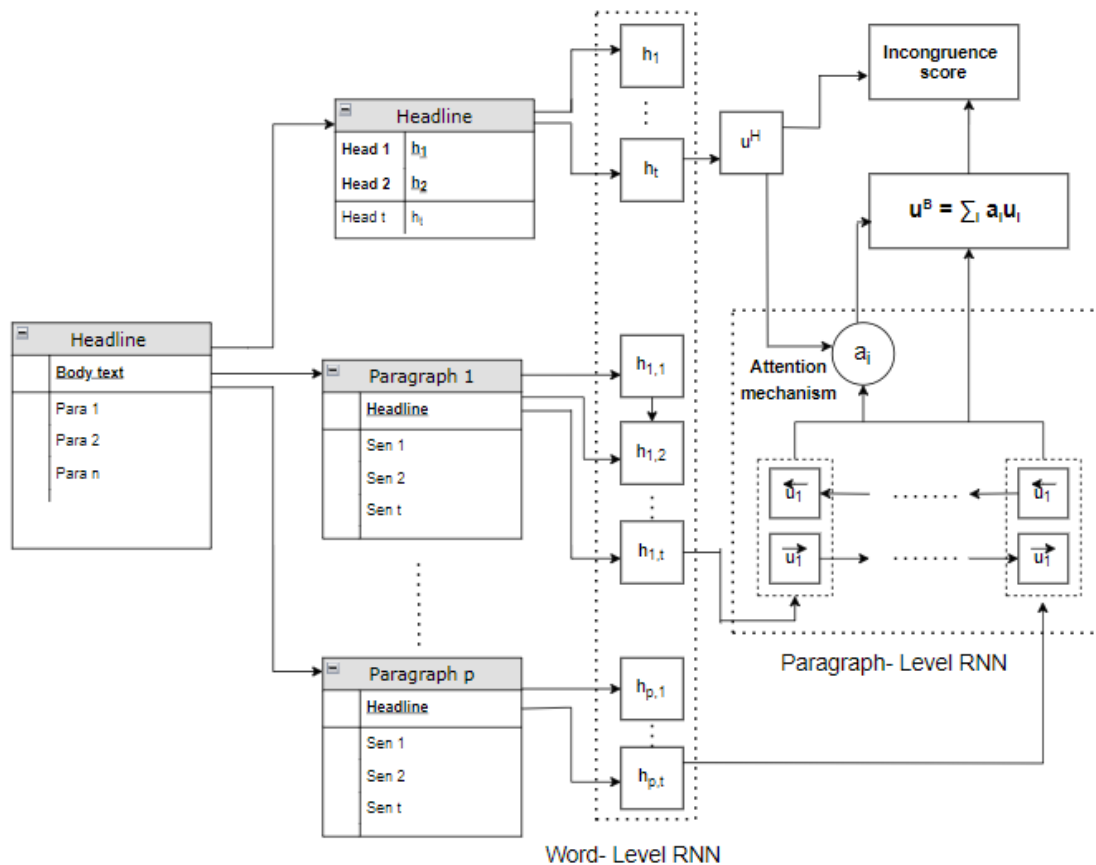 Headline
Body text
Para 1
Para 2
Para n
Headline
Head 1 h₁
Head 2 h₂
Head t hₜ
Paragraph 1
Headline
Sen 1
Sen 2
Sen t
Paragraph p
Headline
Sen 1
Sen 2
Sen t
h₁
hₜ
h₁,₁
h₁,₂
h₁,ₜ
hₚ,₁
hₚ,ₜ
Word- Level RNN
uᴴ
Incongruence
score
uᴮ = ∑ᵢ aᵢuᵢ
Attention
mechanism
aᵢ
u₁
u₁
u₁
u₁
Paragraph- Level RNN